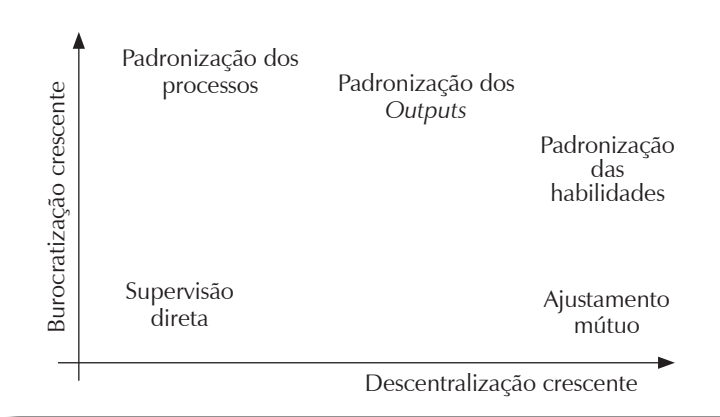 Padronização dos
processos
Padronização dos
Outputs
Padronização
das
habilidades
Burocratização crescente
Supervisão
direta
Ajustamento
mútuo
Descentralização crescente